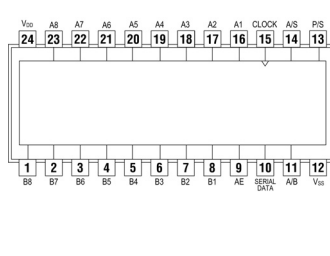 VDD A8 A7 A6 A5 A4 A3 A2 A1 CLOCK A/S P/S
24 23 22 21 20 19 18 17 16 15 14 13
1 2 3 4 5 6 7 8 9 10 11 12
B8 B7 B6 B5 B4 B3 B2 B1 AE SERIAL DATA A/B VSS